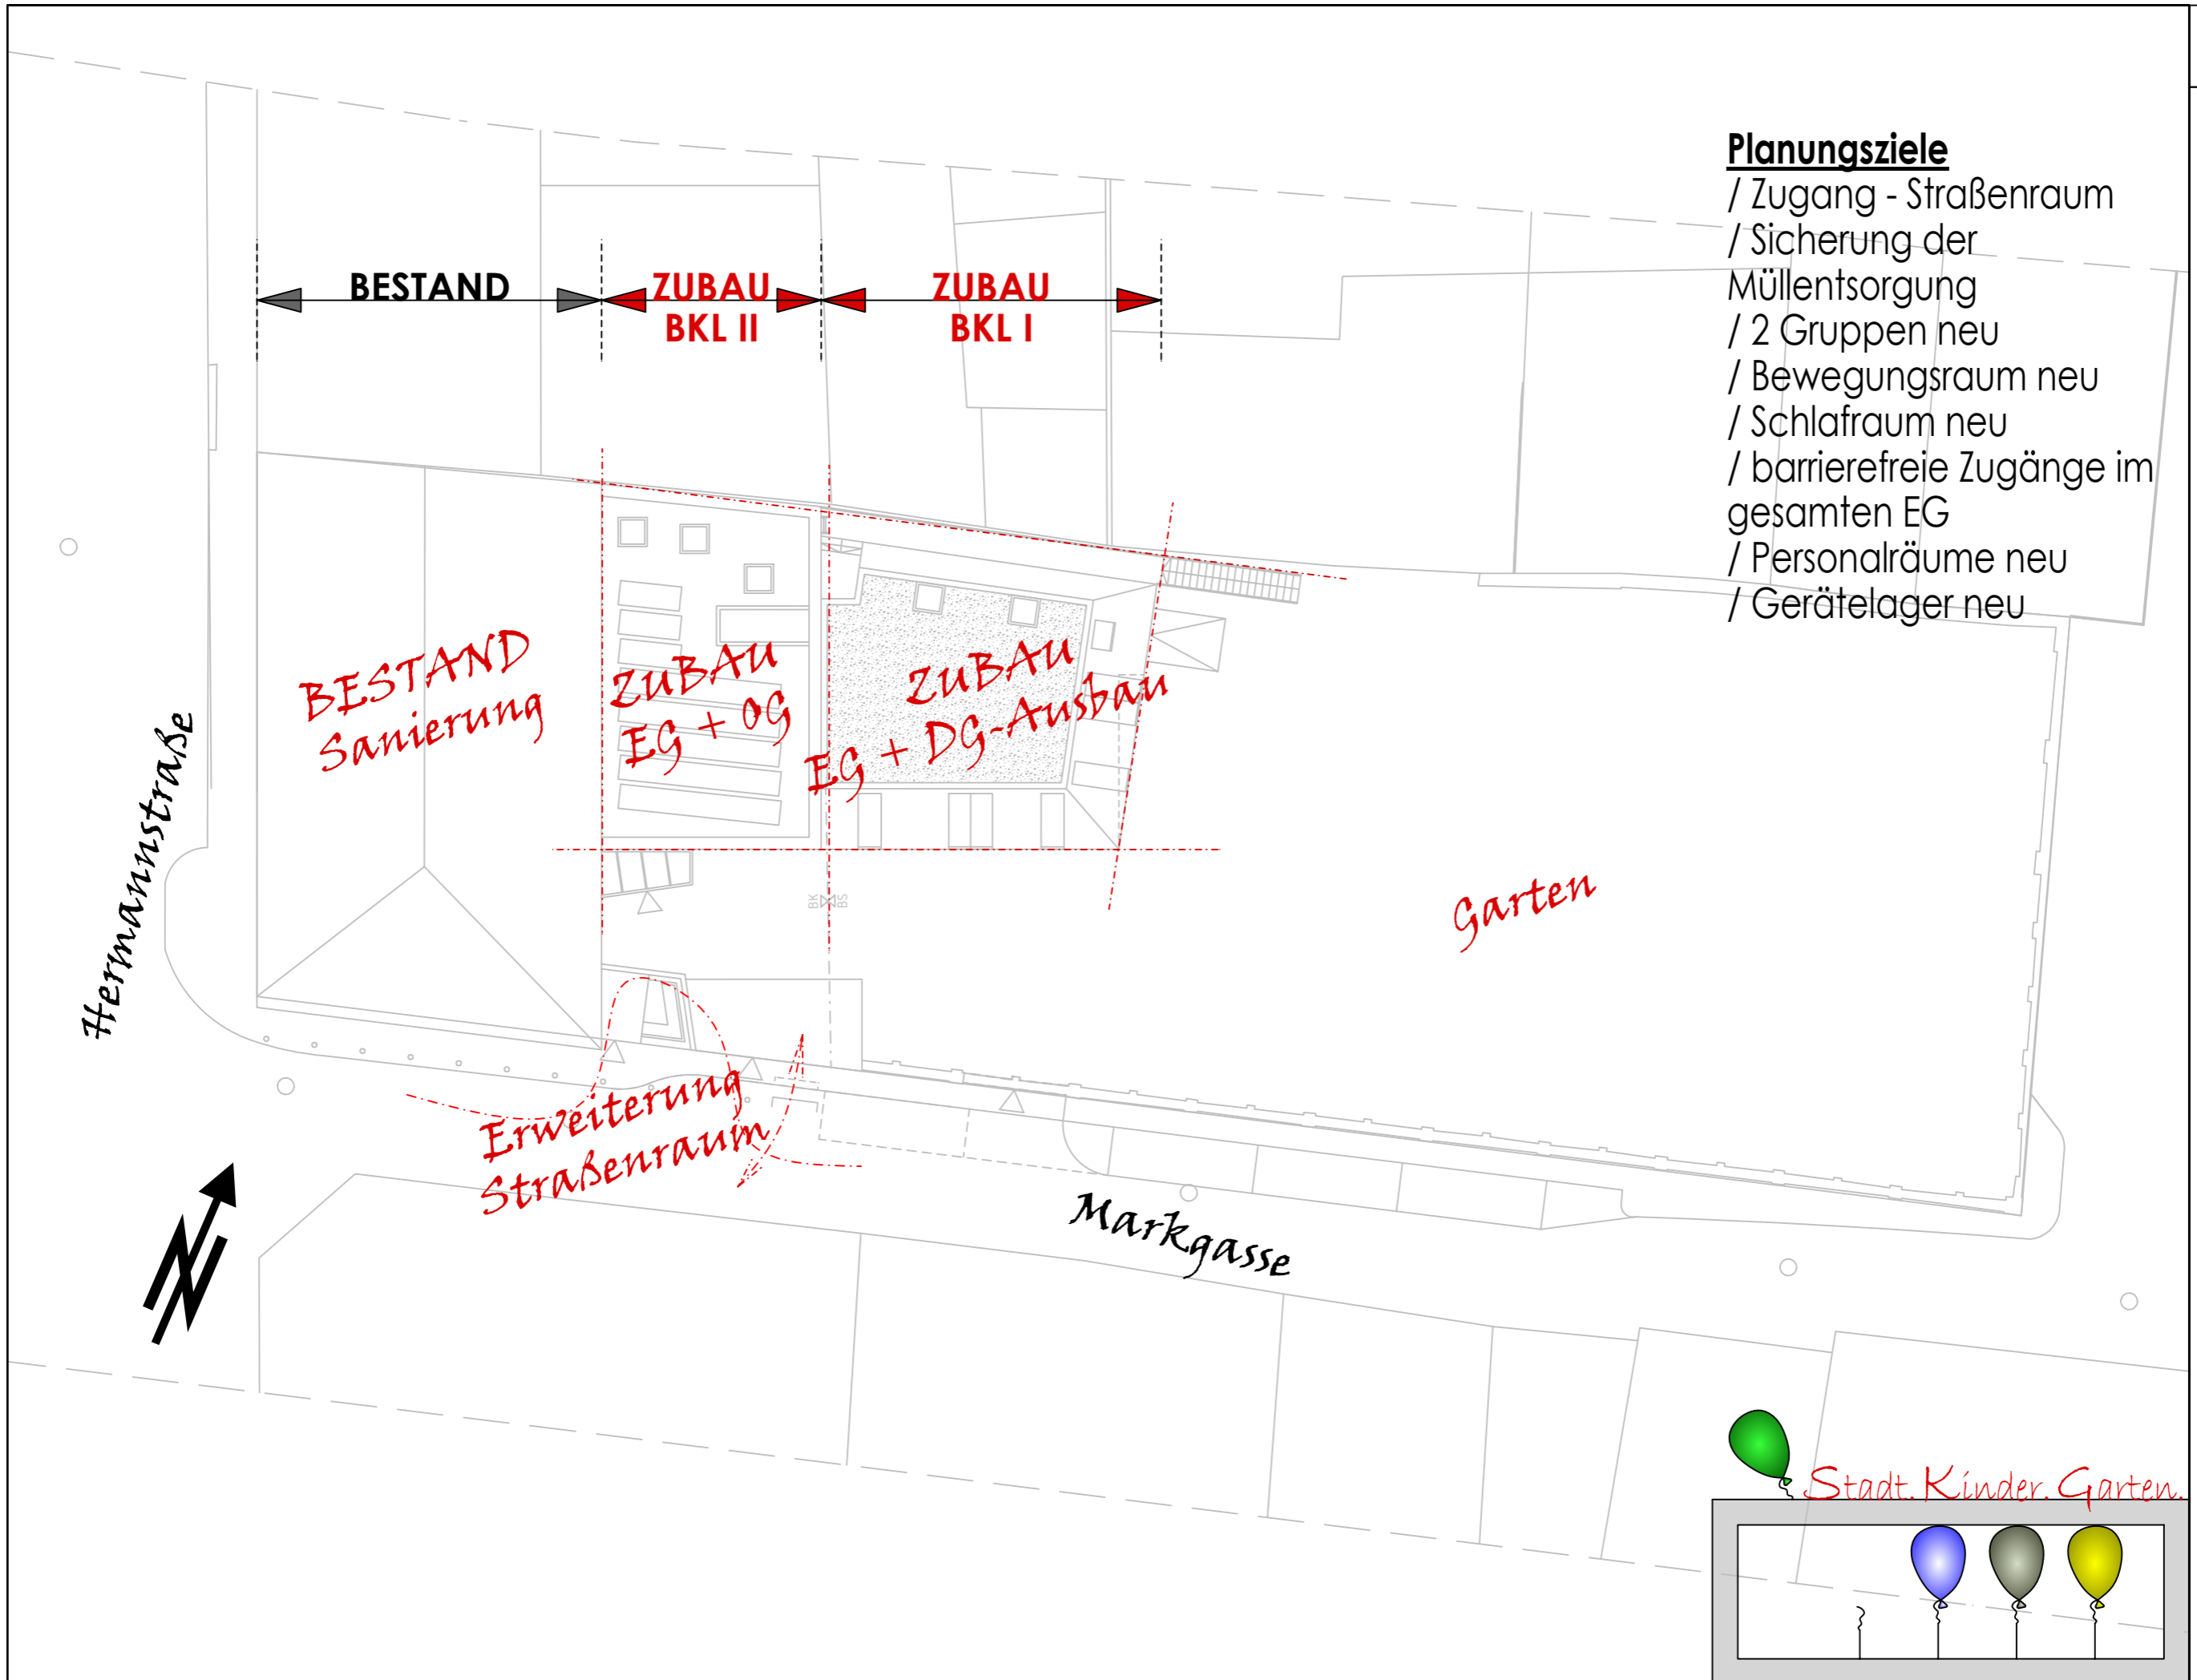 Planungsziele
/ Zugang - Straßenraum
/ Sicherung der
Müllentsorgung
/ 2 Gruppen neu
/ Bewegungsraum neu
/ Schlafraum neu
/ barrierefreie Zugänge im
gesamten EG
/ Personalräume neu
/ Gerätelager neu
BESTAND
ZUBAU
BKL II
ZUBAU
BKL I
BESTAND
Sanierung
ZUBAU
EG + OG
ZUBAU
EG + DG-Ausbau
Hermannstraße
Garten
BK
BS
Erweiterung
Straßenraum
Markgasse
N
Stadt.Kinder.Garten.